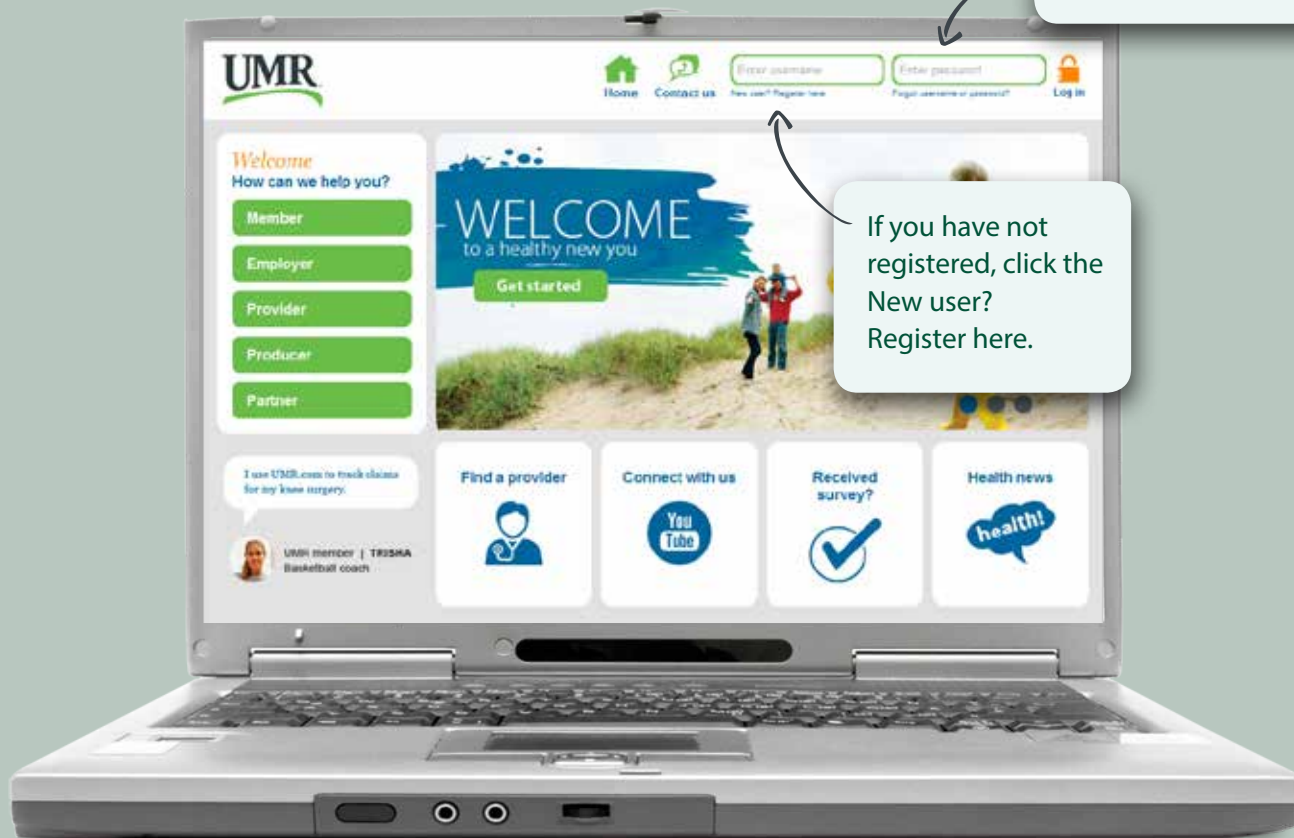 UMR
Home
Contact us
Enter username
New user? Register here
Enter password
Forgot username or password?
Log in
Welcome
How can we help you?
Member
Employer
Provider
Producer
Partner
WELCOME
to a healthy new you
Get started
If you have not
registered, click the
New user?
Register here.
I use UMR.com to track claims
for my knee surgery.
UMR member | TRISHA
Basketball coach
Find a provider
Connect with us
You
Tube
Received
survey?
Health news
health!